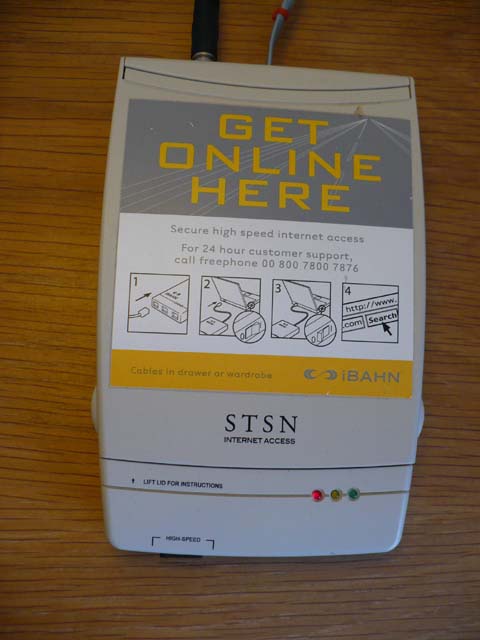 GET
ONLINE
HERE
Secure high speed internet access
For 24 hour customer support,
call freephone 00 800 7800 7876
1 2 3 4
http://www.
.com Search
Cables in drawer or wardrobe
iBAHN
STSN
INTERNET ACCESS
LIFT LID FOR INSTRUCTIONS
HIGH-SPEED